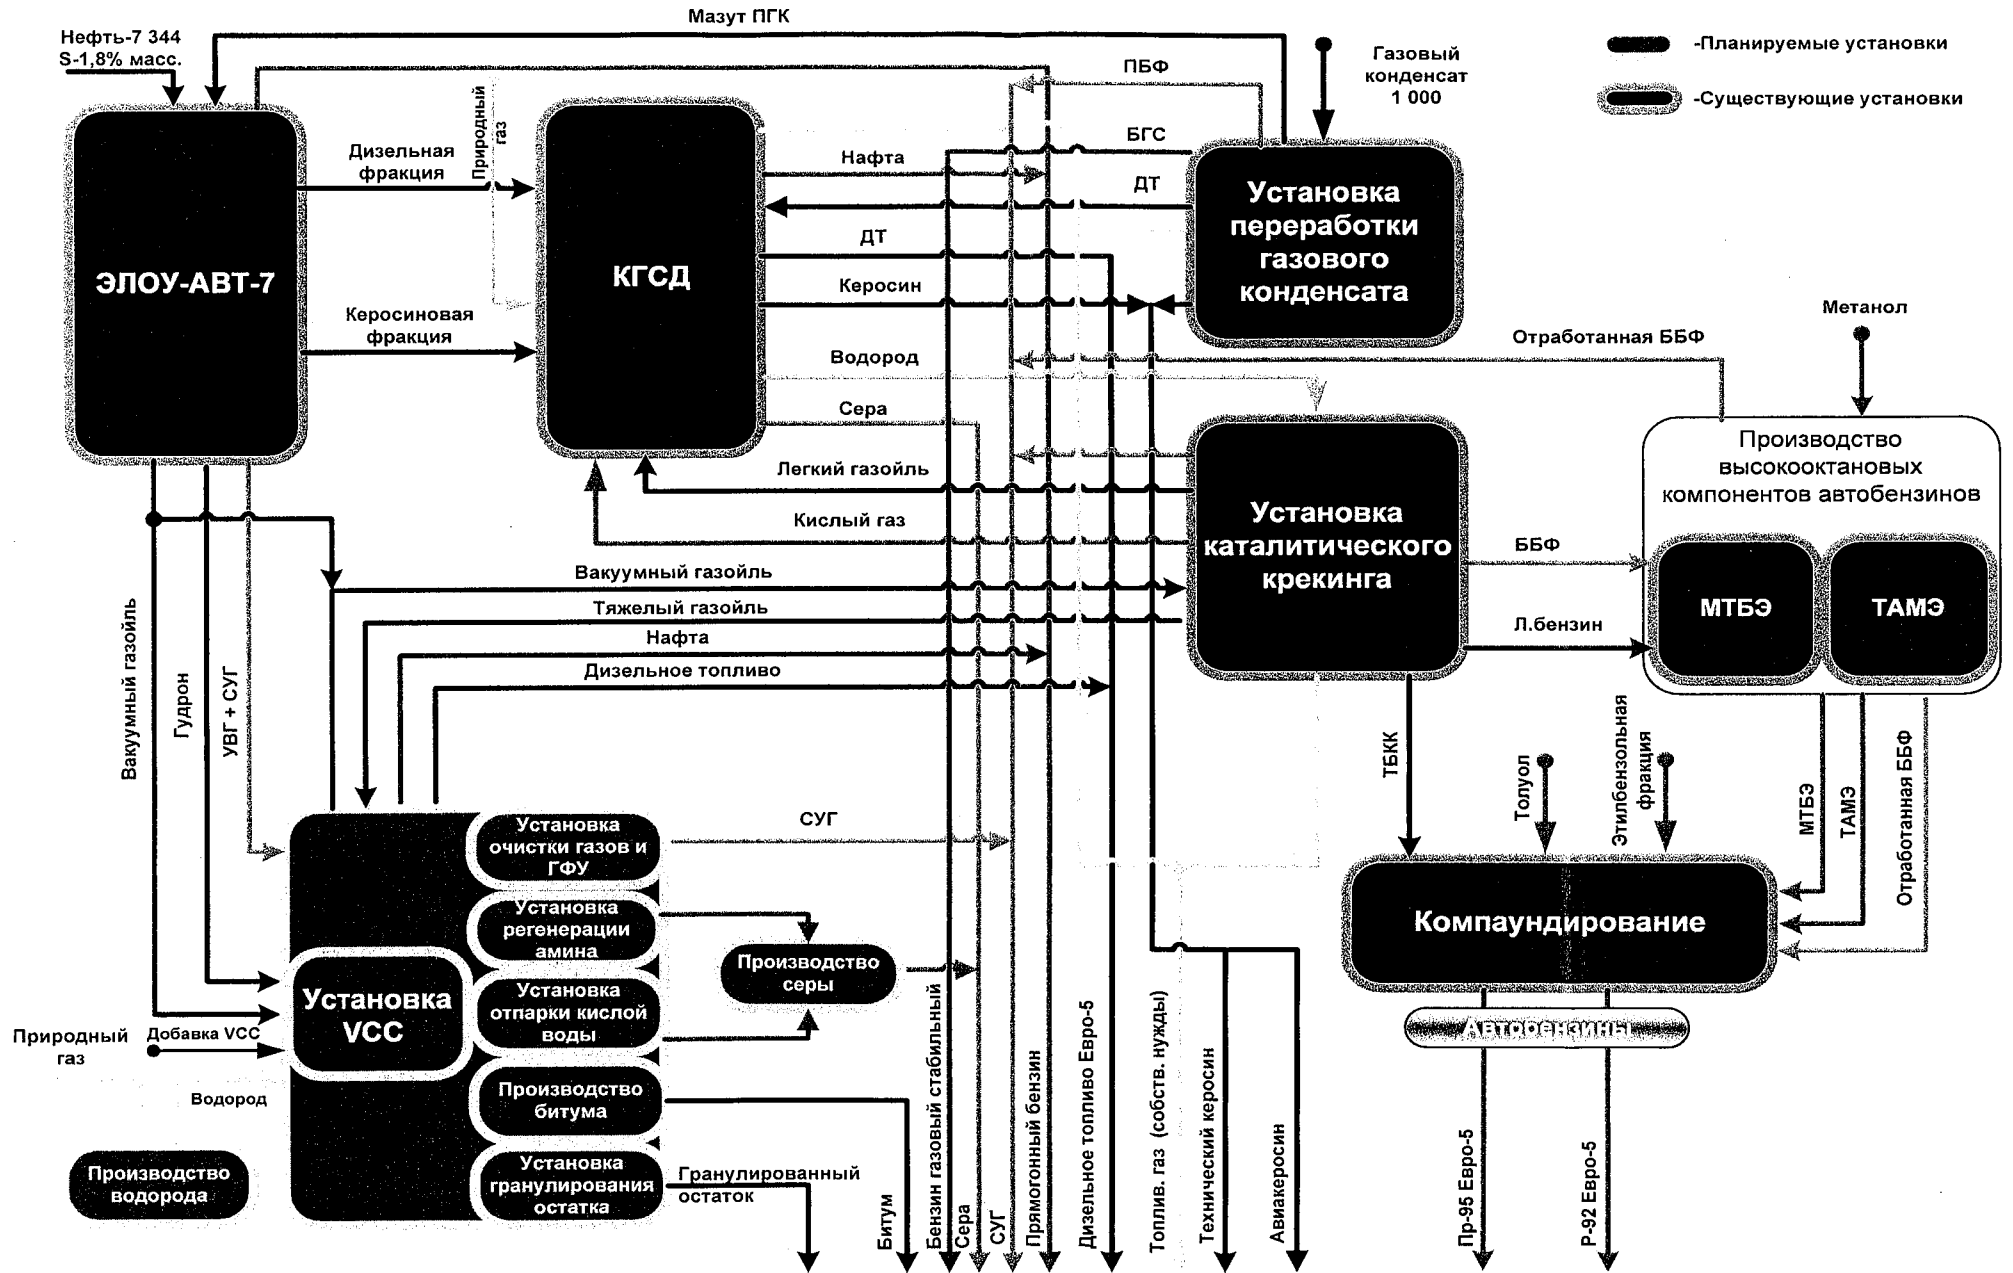 Мазут ПГК
Нефть-7 344
S-1,8% масс.
Газовый
конденсат
1 000
-Планируемые установки
-Существующие установки
ПБФ
Природный
газ
Дизельная
фракция
Нафта
БГС
ДТ
ДТ
Керосин
Керосиновая
фракция
ЭЛОУ-АВТ-7
КГСД
Установка
переработки
газового
конденсата
Метанол
Отработанная ББФ
Водород
Сера
Легкий газойль
Кислый газ
Производство
высокооктановых
компонентов автобензинов
Установка
каталитического
крекинга
ББФ
Л.бензин
МТБЭ
ТАМЭ
Вакуумный газойль
Тяжелый газойль
Нафта
Дизельное топливо
Вакуумный газойль
Гудрон
УВГ + СУГ
ТБКК
Толуол
Этилбензольная
фракция
МТБЭ
ТАМЭ
Отработанная ББФ
Установка
очистки газов и
ГФУ
СУГ
Установка
регенерации
амина
Производство
серы
Установка
отпарки кислой
воды
Установка
VCC
Природный
газ
Добавка VCC
Водород
Производство
битума
Производство
водорода
Установка
гранулирования
остатка
Гранулированный
остаток
Компаундирование
Автобензины
Битум
Бензин газовый стабильный
Сера
СУГ
Прямогонный бензин
Дизельное топливо Евро-5
Топлив. газ (собств. нужды)
Технический керосин
Авиакеросин
Пр-95 Евро-5
Р-92 Евро-5